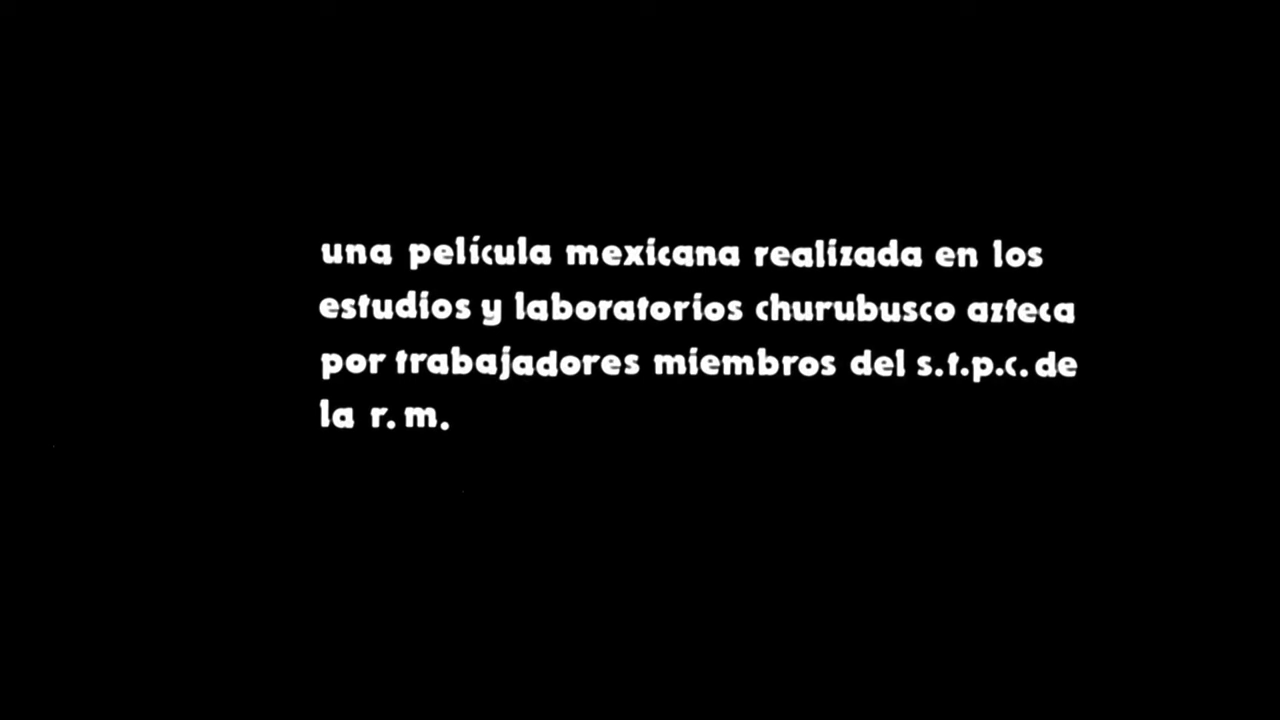 una película mexicana realizada en los
estudios y laboratorios churubusco azteca
por trabajadores miembros del s.t.p.c. de
la r. m.